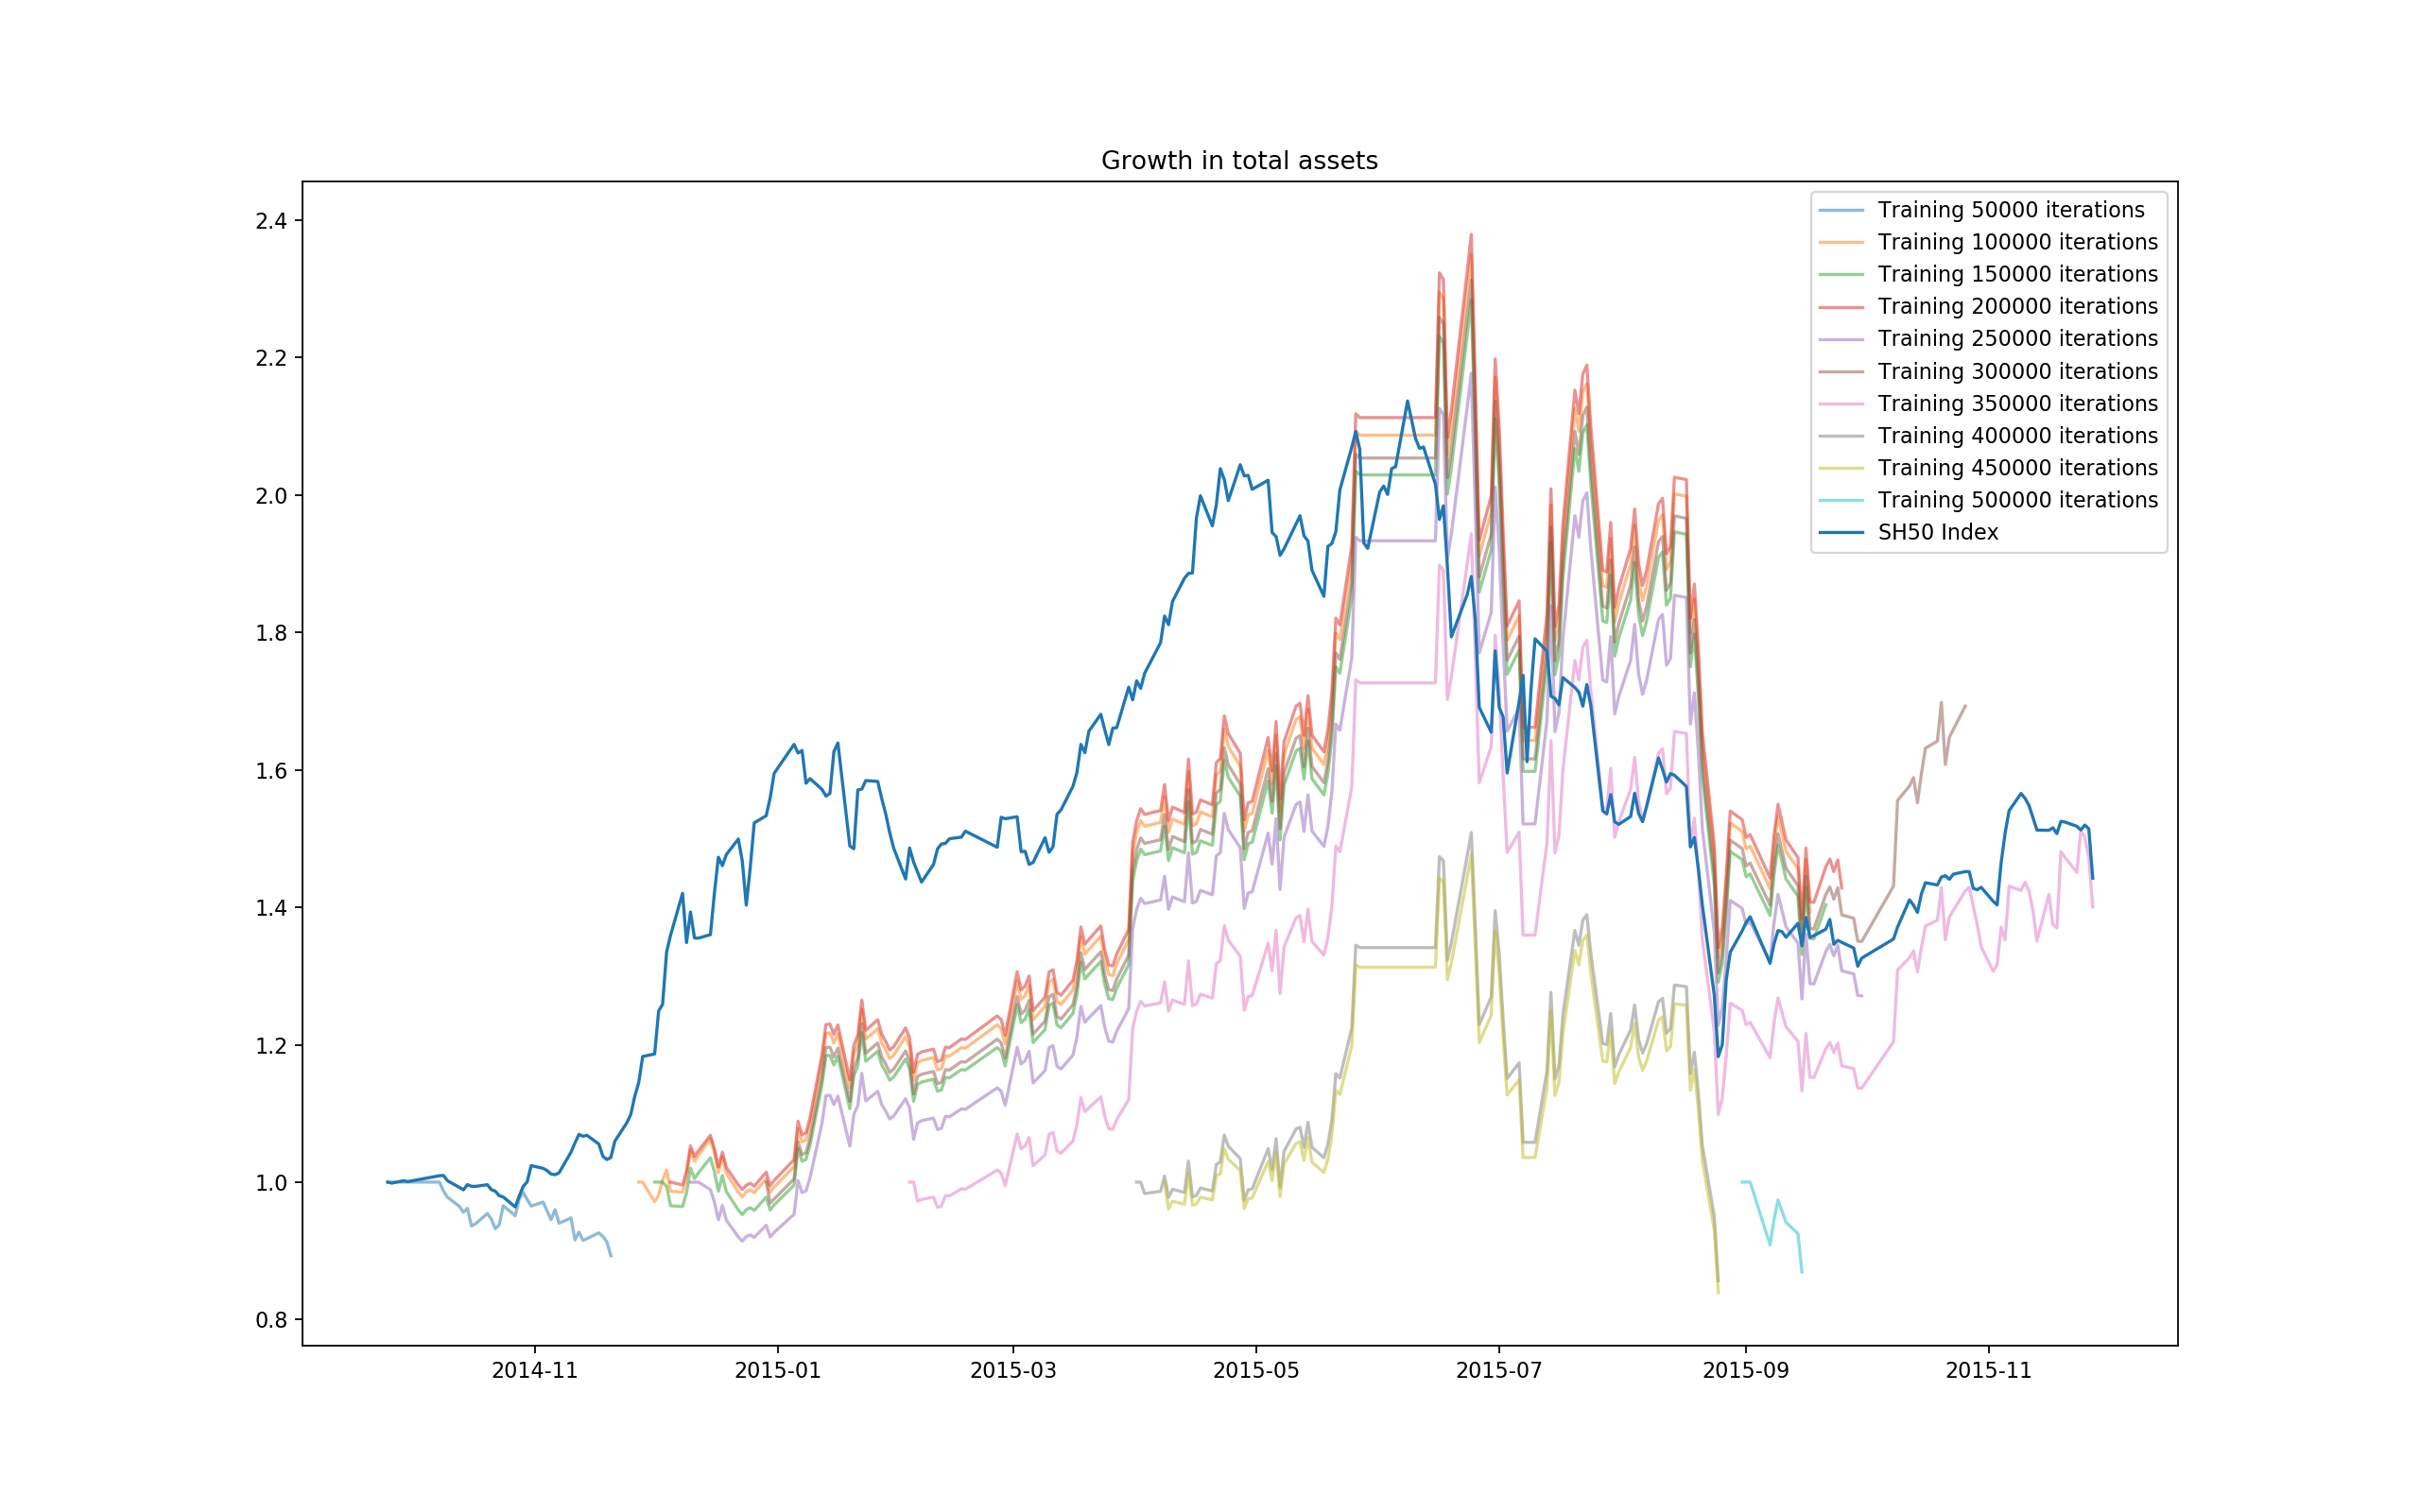 Growth in total assets
2.4
2.2
2.0
1.8
1.6
1.4
1.2
1.0
0.8
Training 50000 iterations
Training 100000 iterations
Training 150000 iterations
Training 200000 iterations
Training 250000 iterations
Training 300000 iterations
Training 350000 iterations
Training 400000 iterations
Training 450000 iterations
Training 500000 iterations
SH50 Index
2014-11 2015-01 2015-03 2015-05 2015-07 2015-09 2015-11